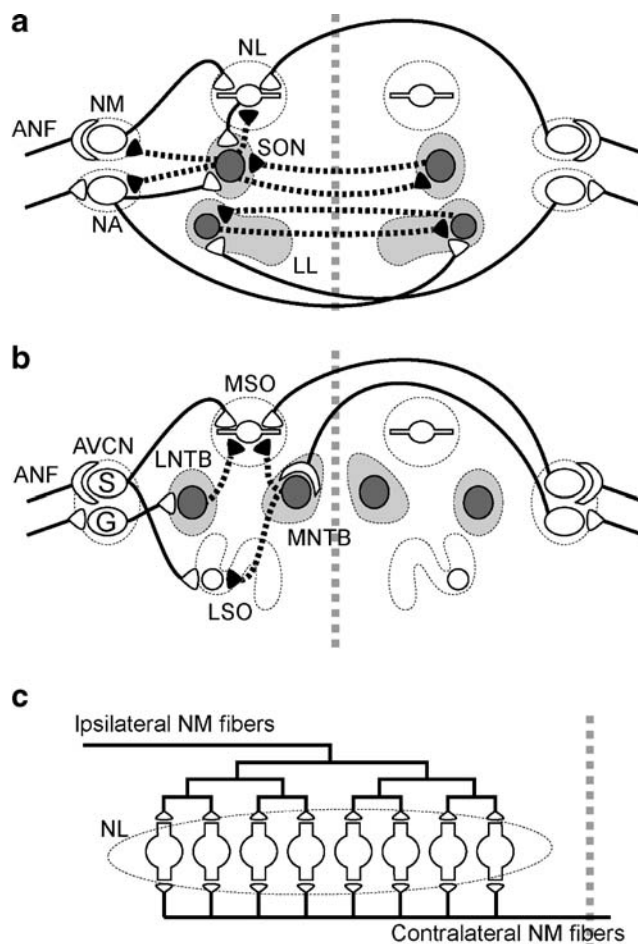 a
NL
NM
ANF
SON
NA
LL
b
MSO
AVCN
LNTB
ANF
S
G
MNTB
LSO
c
Ipsilateral NM fibers
NL
Contralateral NM fibers